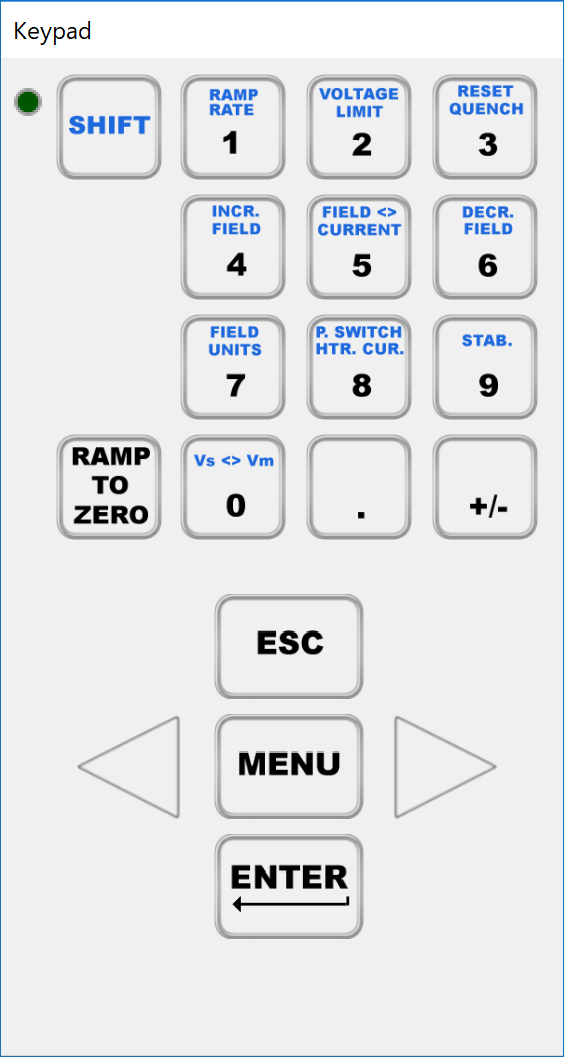 Keypad
SHIFT
RAMP
RATE
1
VOLTAGE
LIMIT
2
RESET
QUENCH
3
INCR.
FIELD
4
FIELD <>
CURRENT
5
DECR.
FIELD
6
FIELD
UNITS
7
P. SWITCH
HTR. CUR.
8
STAB.
9
RAMP
TO
ZERO
Vs <> Vm
0
.
+/-
ESC
MENU
ENTER